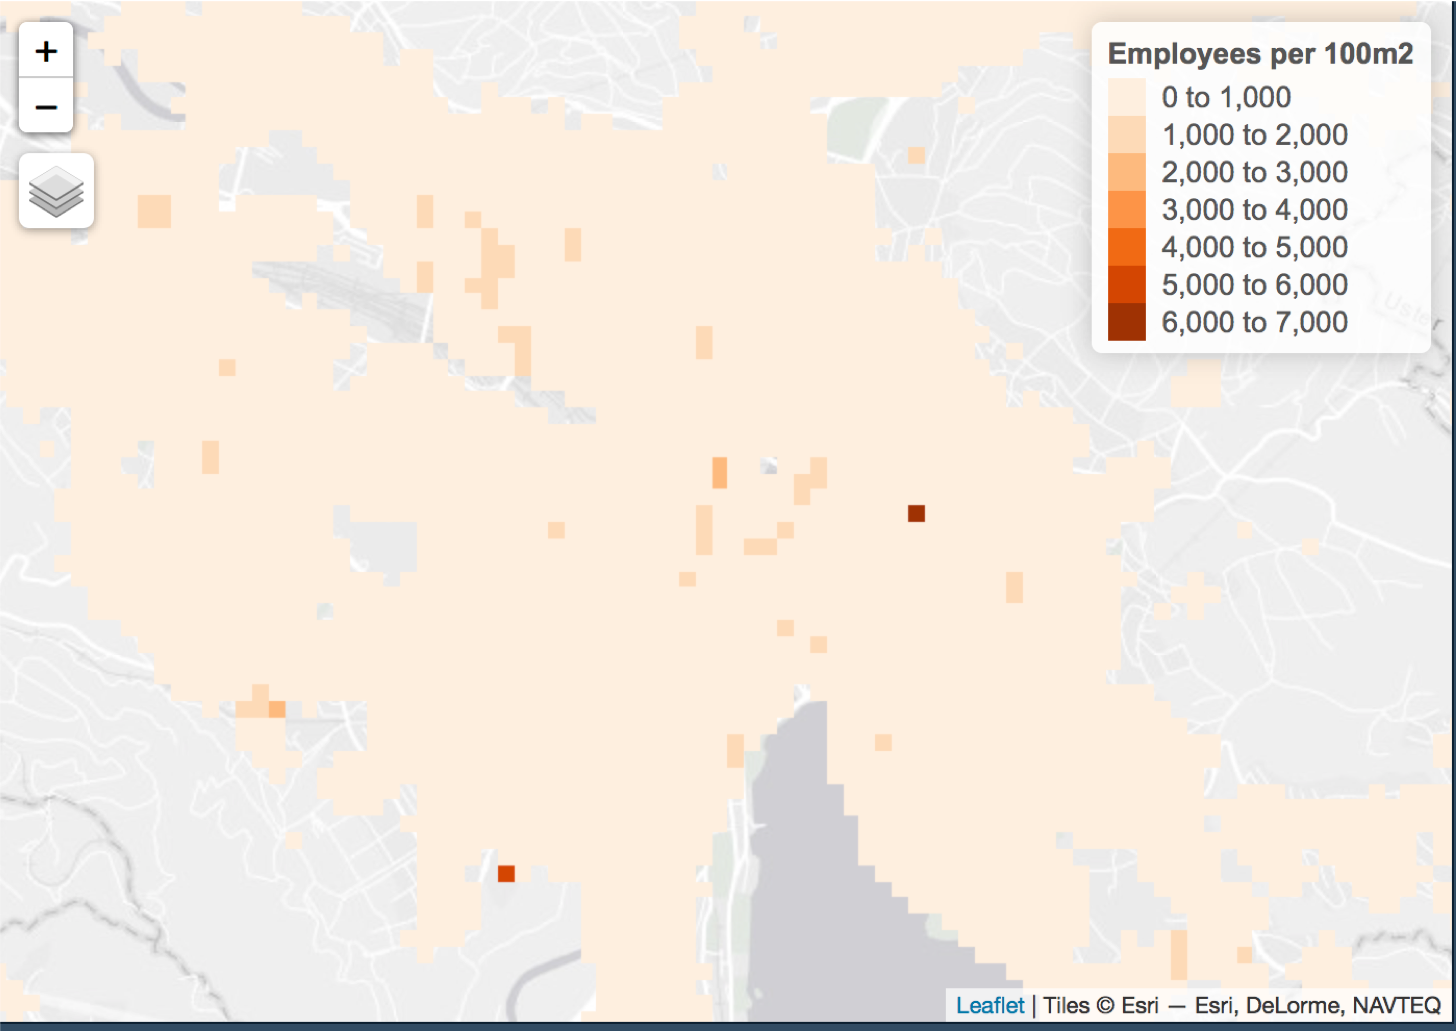 +
−
Employees per 100m2
0 to 1,000
1,000 to 2,000
2,000 to 3,000
3,000 to 4,000
4,000 to 5,000
5,000 to 6,000
6,000 to 7,000
Uster
Leaflet | Tiles © Esri — Esri, DeLorme, NAVTEQ